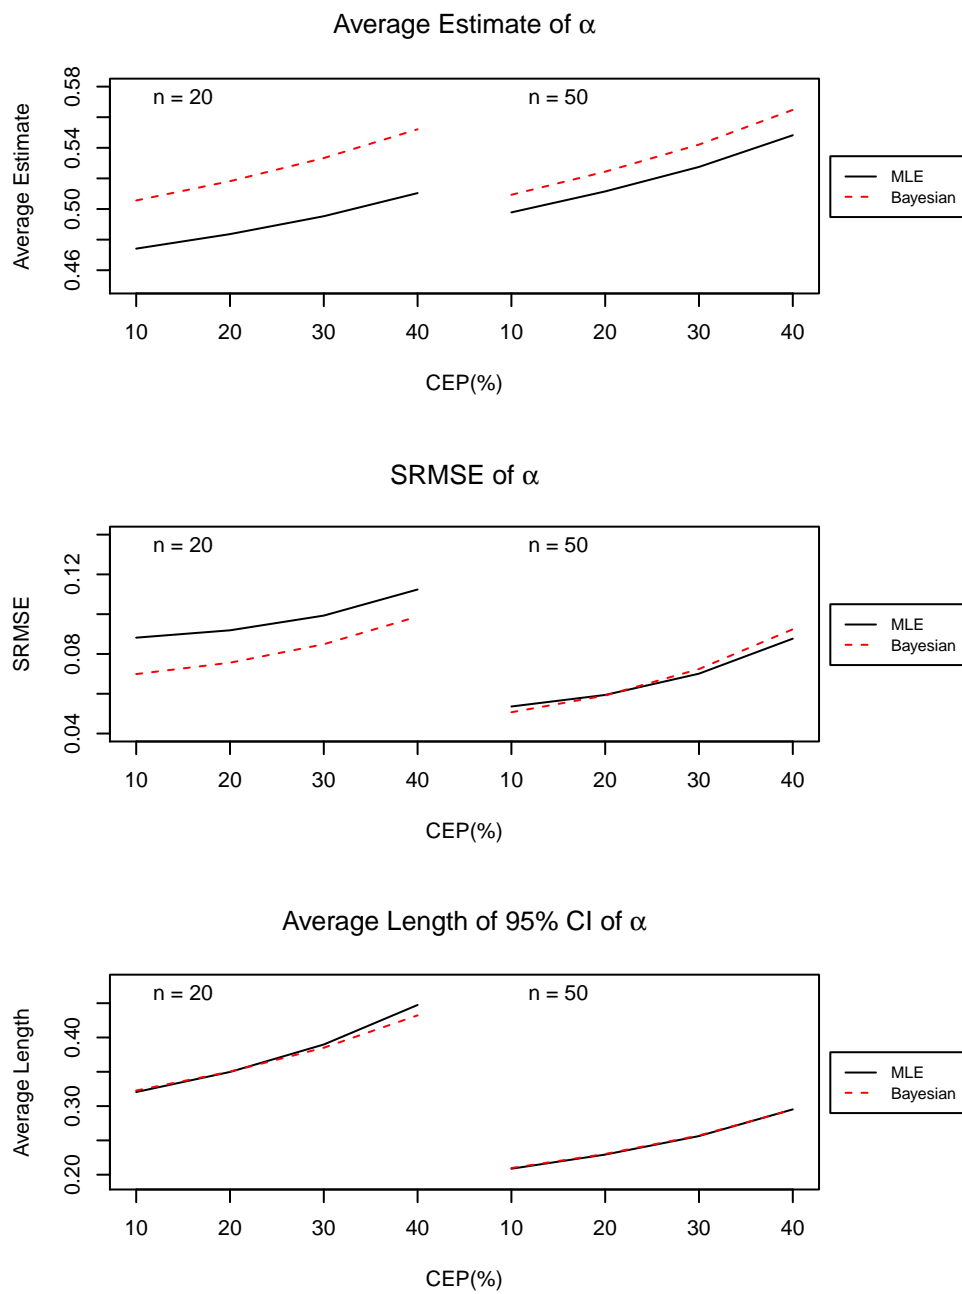 Average Estimate of α
Average Estimate
0.58
0.54
0.50
0.46
n = 20
n = 50
MLE
Bayesian
10 20 30 40 10 20 30 40
CEP(%)
SRMSE of α
SRMSE
0.12
0.08
0.04
n = 20
n = 50
MLE
Bayesian
10 20 30 40 10 20 30 40
CEP(%)
Average Length of 95% CI of α
Average Length
0.40
0.30
0.20
n = 20
n = 50
MLE
Bayesian
10 20 30 40 10 20 30 40
CEP(%)